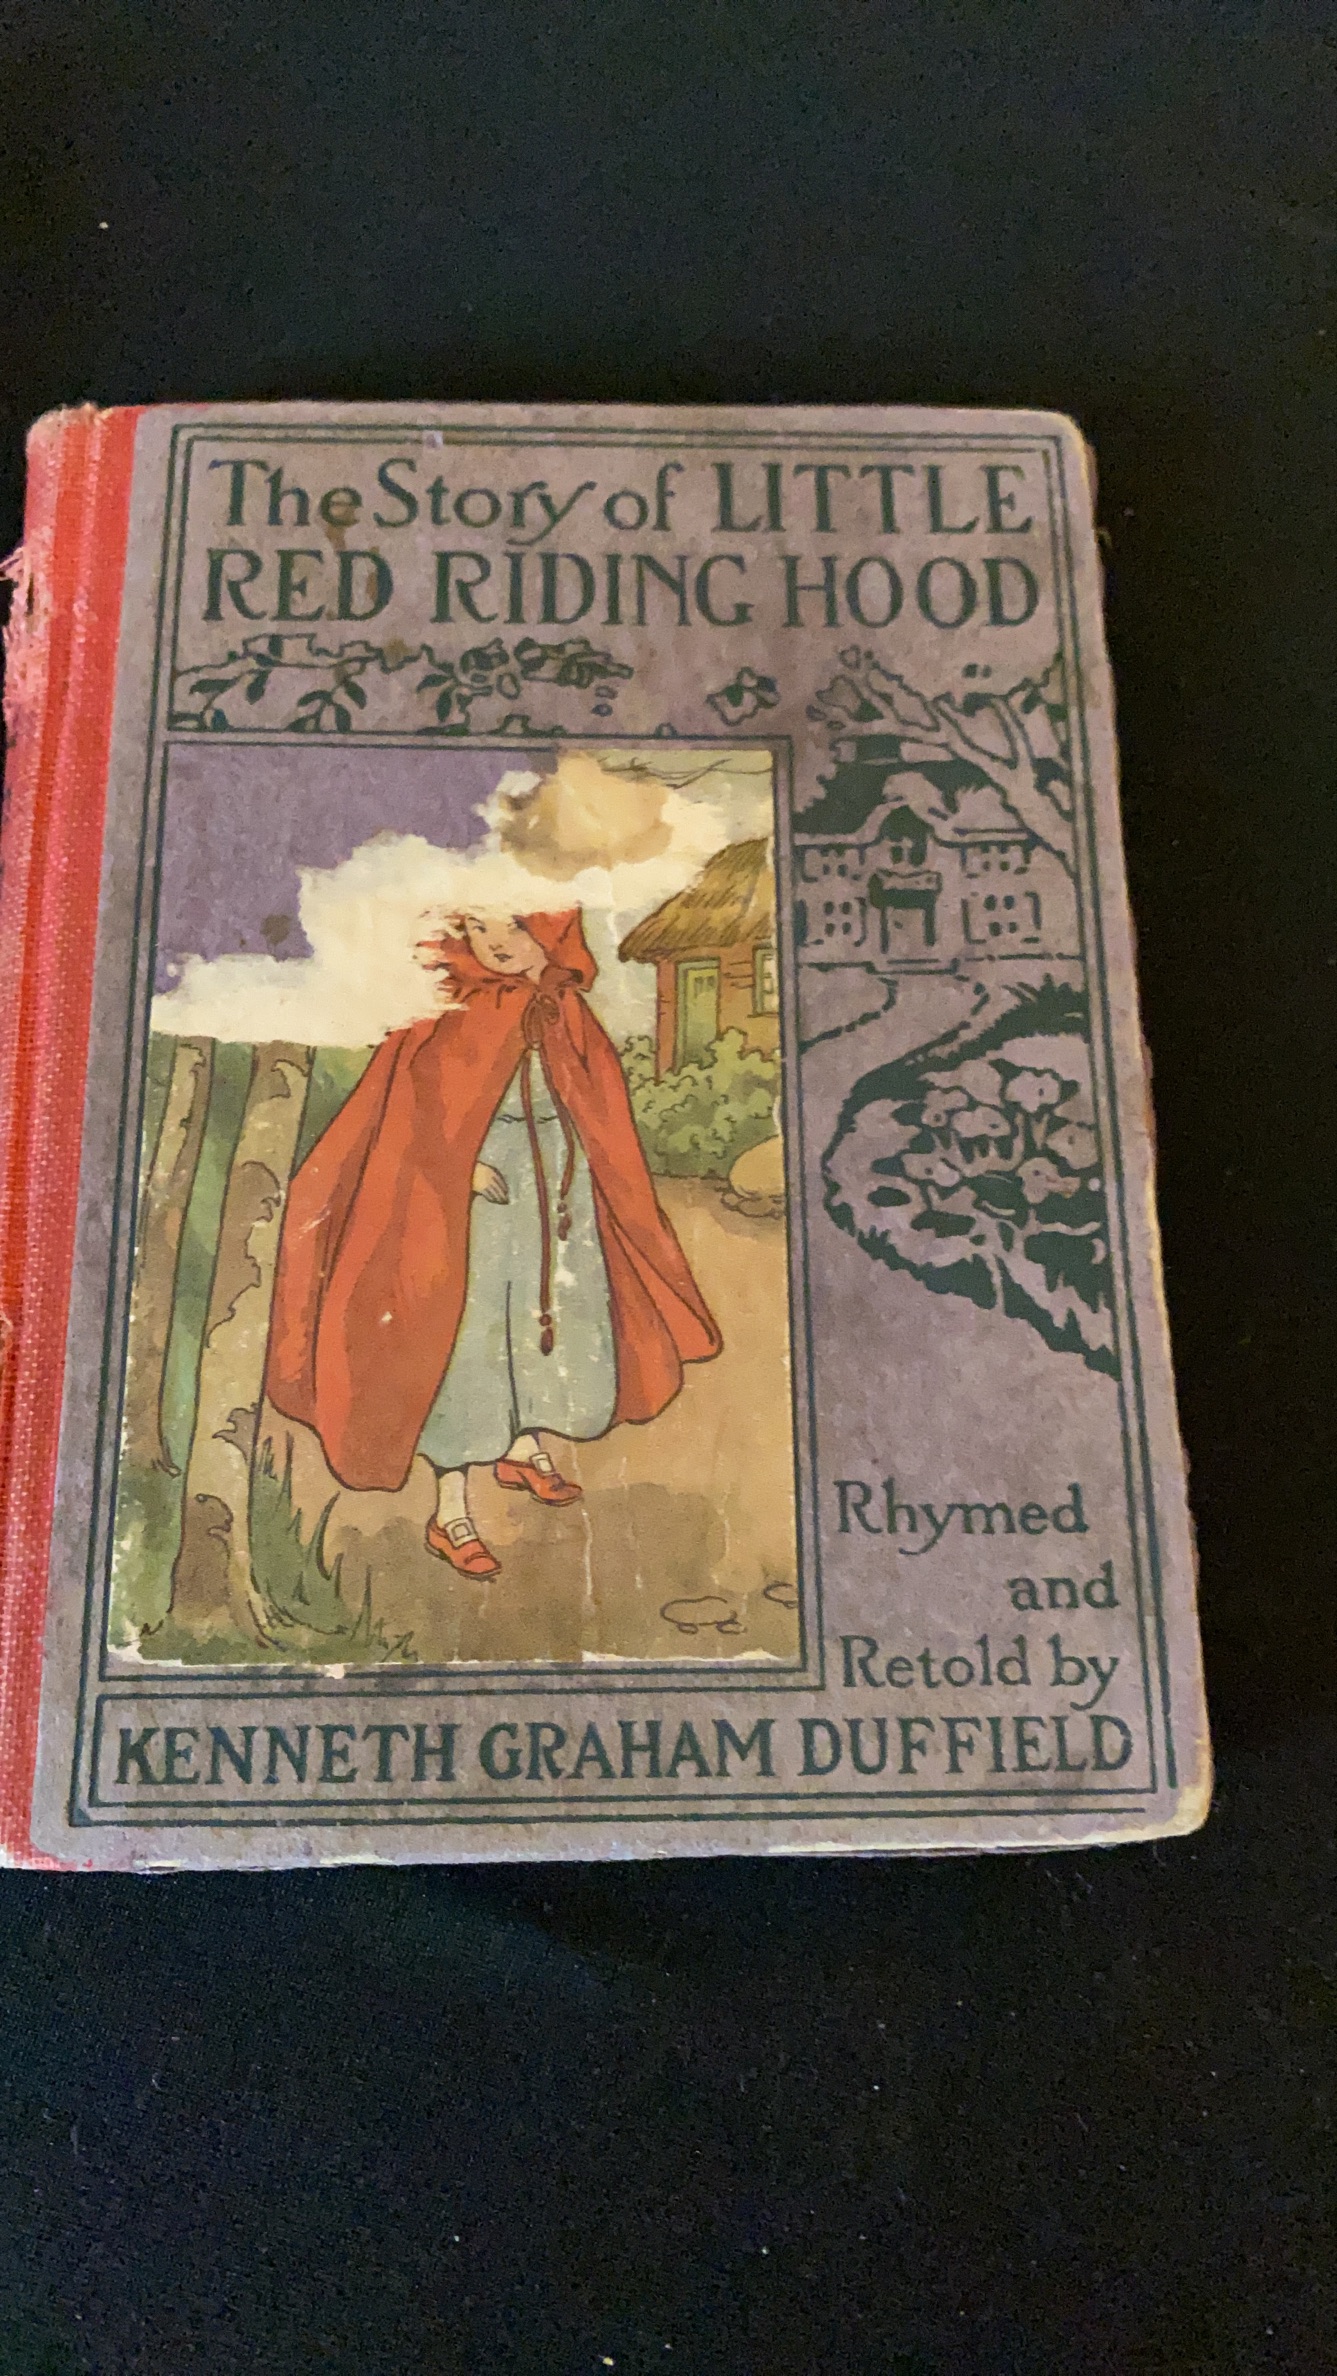 The Story of LITTLE
RED RIDING HOOD
Rhymed
and
Retold by
KENNETH GRAHAM DUFFIELD